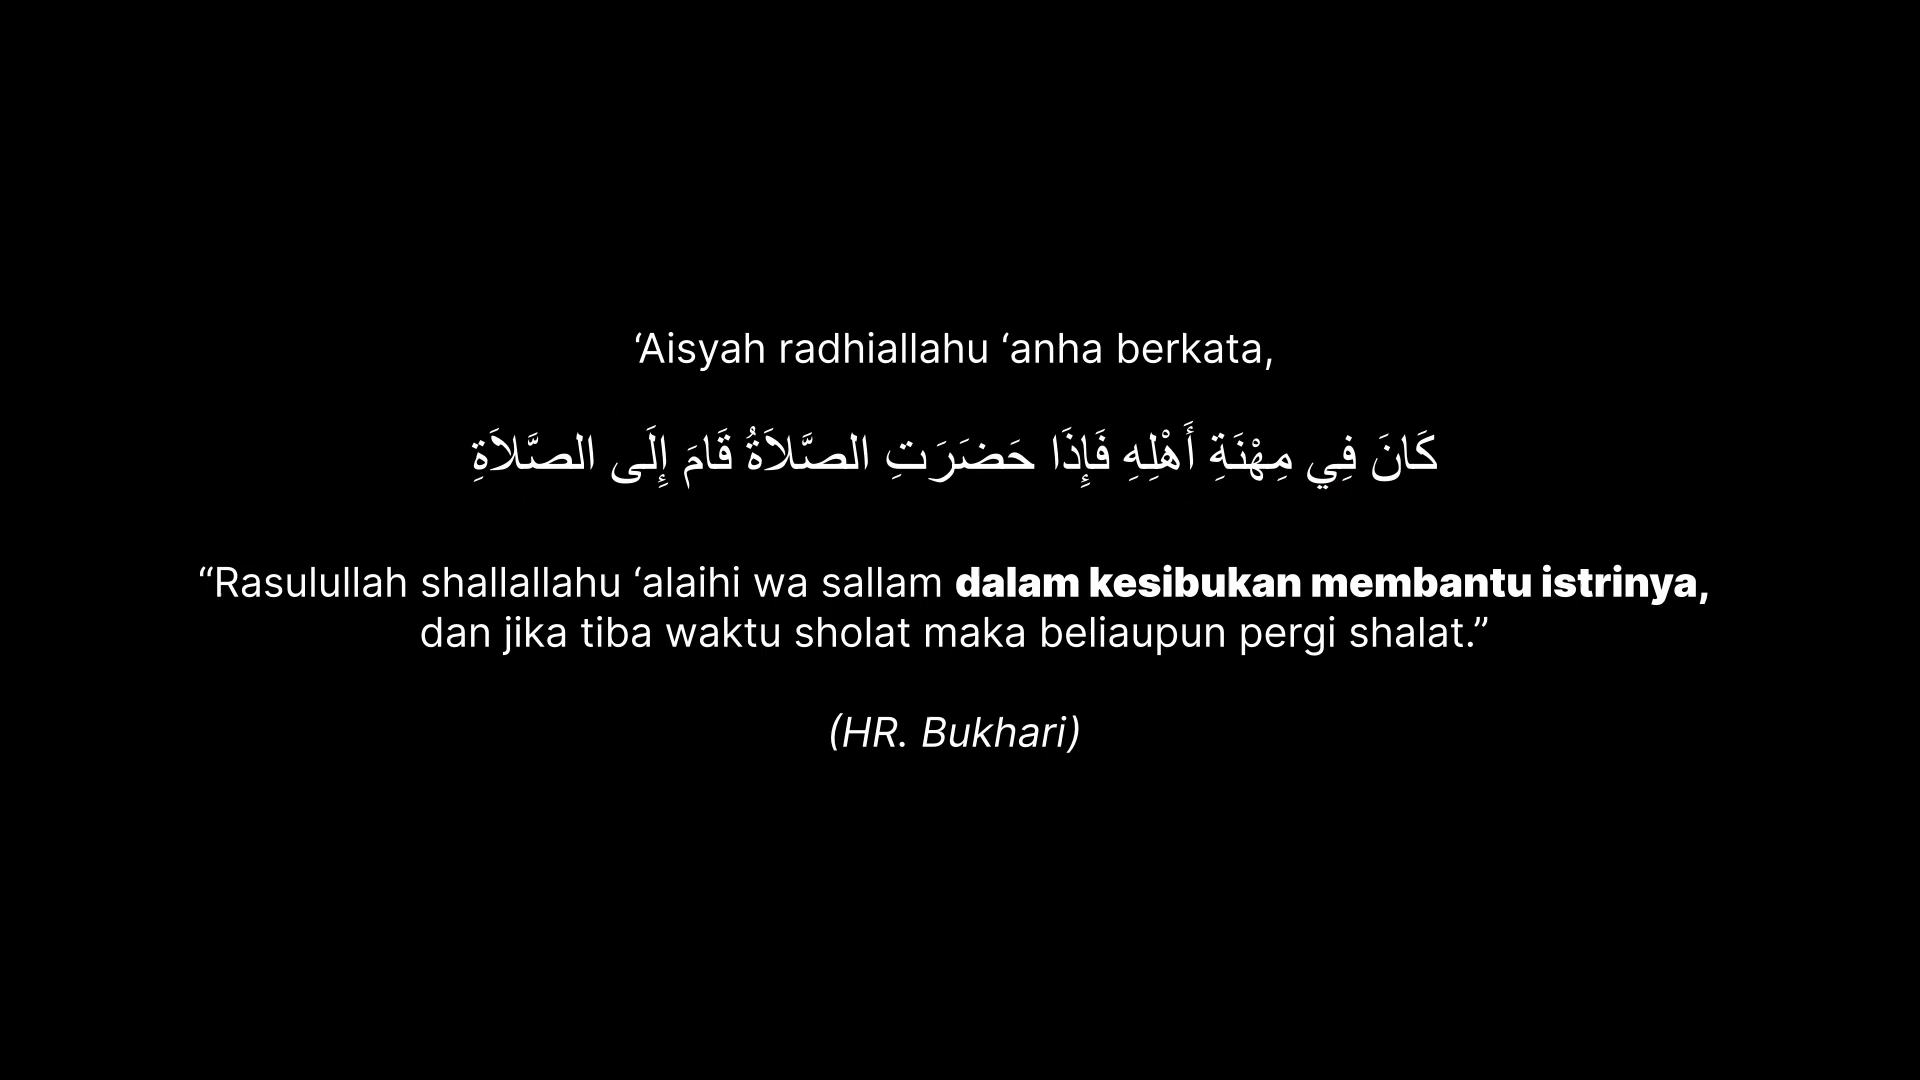 ‘Aisyah radhiallahu ‘anha berkata,
كَانَ فِي مِهْنَةِ أَهْلِهِ فَإِذَا حَضَرَتِ الصَّلاَةُ قَامَ إِلَى الصَّلاَةِ
“Rasulullah shallallahu ‘alaihi wa sallam dalam kesibukan membantu istrinya,
dan jika tiba waktu sholat maka beliaupun pergi shalat.”
(HR. Bukhari)